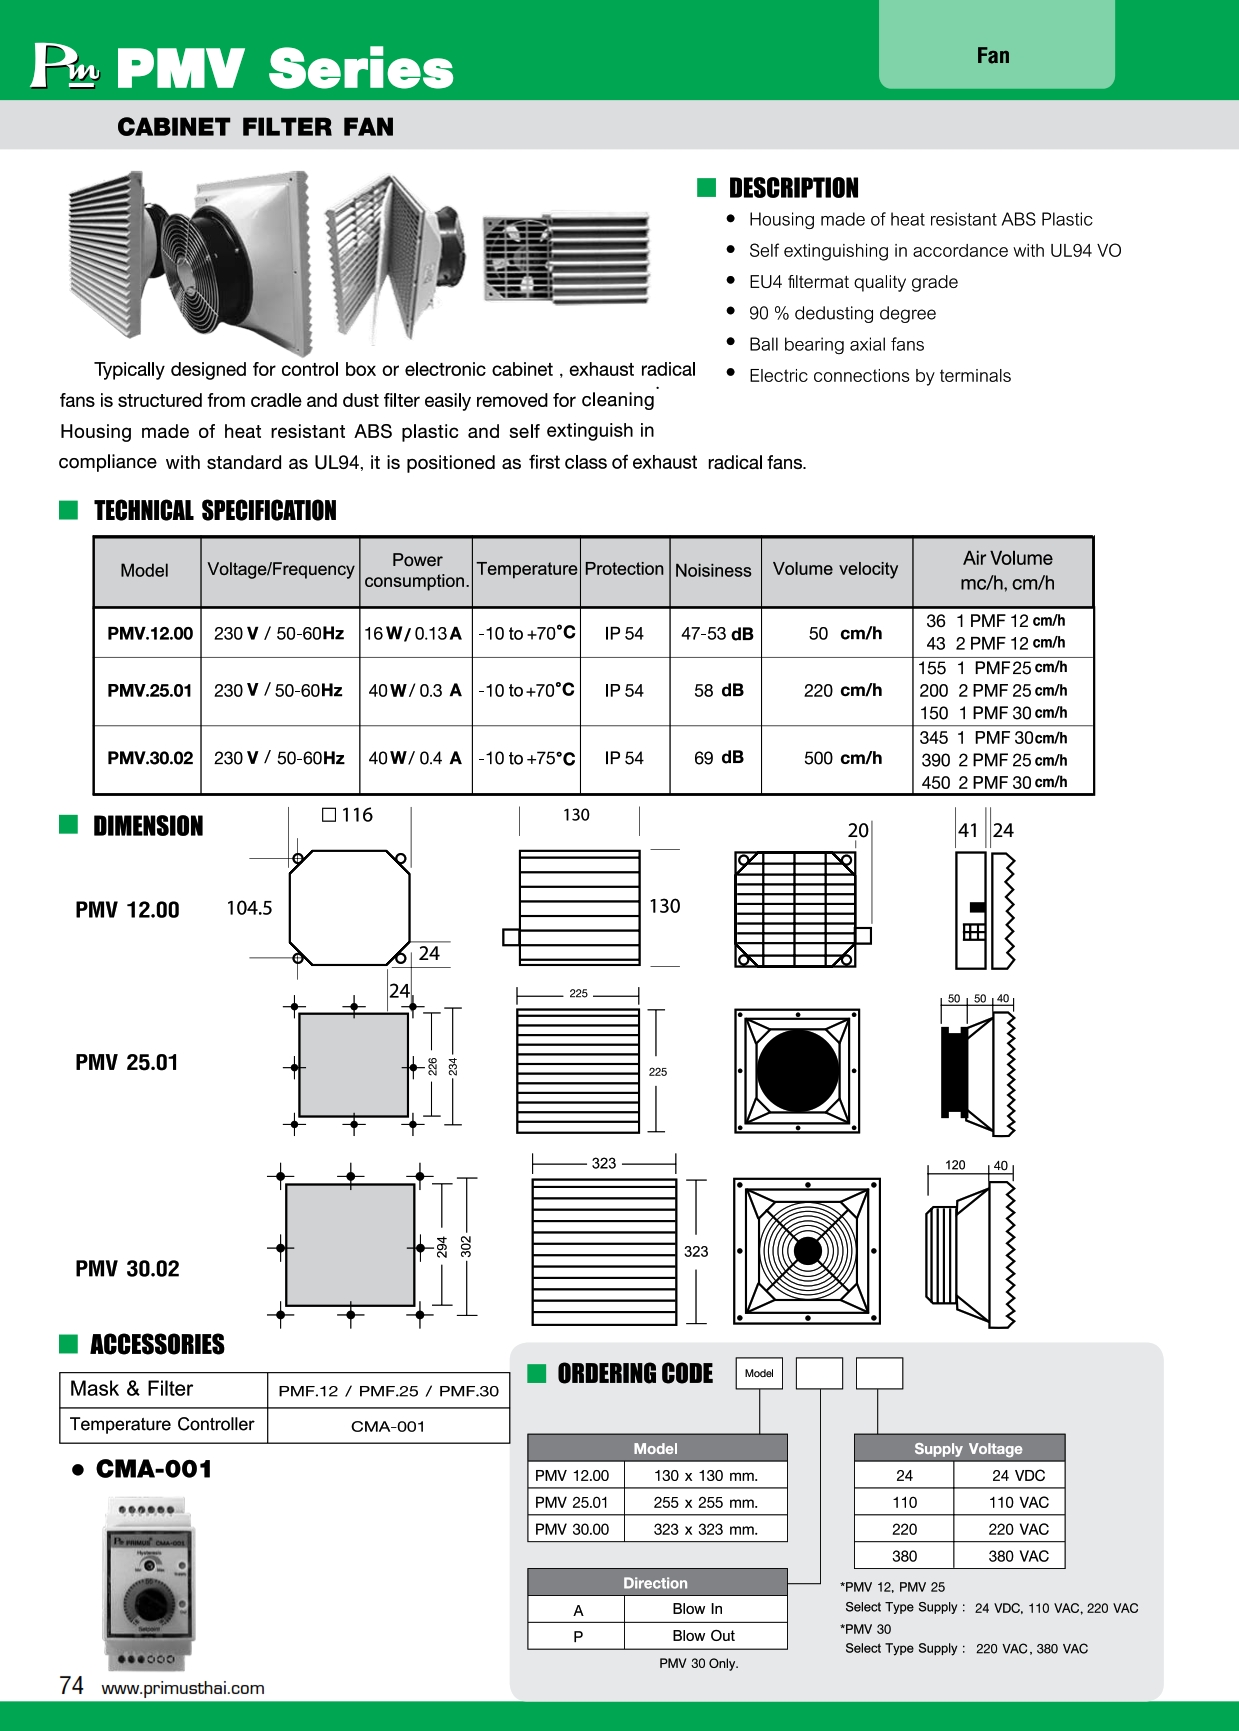 Pm PMV Series
Fan
CABINET FILTER FAN
DESCRIPTION
• Housing made of heat resistant ABS Plastic
• Self extinguishing in accordance with UL94 VO
• EU4 filtermat quality grade
• 90 % dedusting degree
• Ball bearing axial fans
• Electric connections by terminals
Typically designed for control box or electronic cabinet , exhaust radical
fans is structured from cradle and dust filter easily removed for cleaning .
Housing made of heat resistant ABS plastic and self extinguish in
compliance with standard as UL94, it is positioned as first class of exhaust radical fans.
TECHNICAL SPECIFICATION
Model Voltage/Frequency Power consumption. Temperature Protection Noisiness Volume velocity Air Volume mc/h, cm/h
PMV.12.00 230 V / 50-60Hz 16 W / 0.13 A -10 to +70°C IP 54 47-53 dB 50 cm/h 36 1 PMF 12 cm/h
43 2 PMF 12 cm/h
PMV.25.01 230 V / 50-60Hz 40 W / 0.3 A -10 to +70°C IP 54 58 dB 220 cm/h 155 1 PMF 25 cm/h
200 2 PMF 25 cm/h
150 1 PMF 30 cm/h
PMV.30.02 230 V / 50-60Hz 40 W / 0.4 A -10 to +75°C IP 54 69 dB 500 cm/h 345 1 PMF 30 cm/h
390 2 PMF 25 cm/h
450 2 PMF 30 cm/h
DIMENSION
□ 116 130 20 41 24
PMV 12.00 104.5 130
24
24
PMV 25.01 226 234 225 225 50 50 40
PMV 30.02 294 302 323 323 120 40
ACCESSORIES
Mask & Filter PMF.12 / PMF.25 / PMF.30
Temperature Controller CMA-001
• CMA-001
PRIMUS CMA-001
Hysteresis
Setpoint
ORDERING CODE Model
Model
PMV 12.00 130 x 130 mm.
PMV 25.01 255 x 255 mm.
PMV 30.00 323 x 323 mm.
Supply Voltage
24 24 VDC
110 110 VAC
220 220 VAC
380 380 VAC
Direction
A Blow In
P Blow Out
PMV 30 Only.
*PMV 12, PMV 25
Select Type Supply : 24 VDC, 110 VAC, 220 VAC
*PMV 30
Select Type Supply : 220 VAC, 380 VAC
74 www.primusthai.com